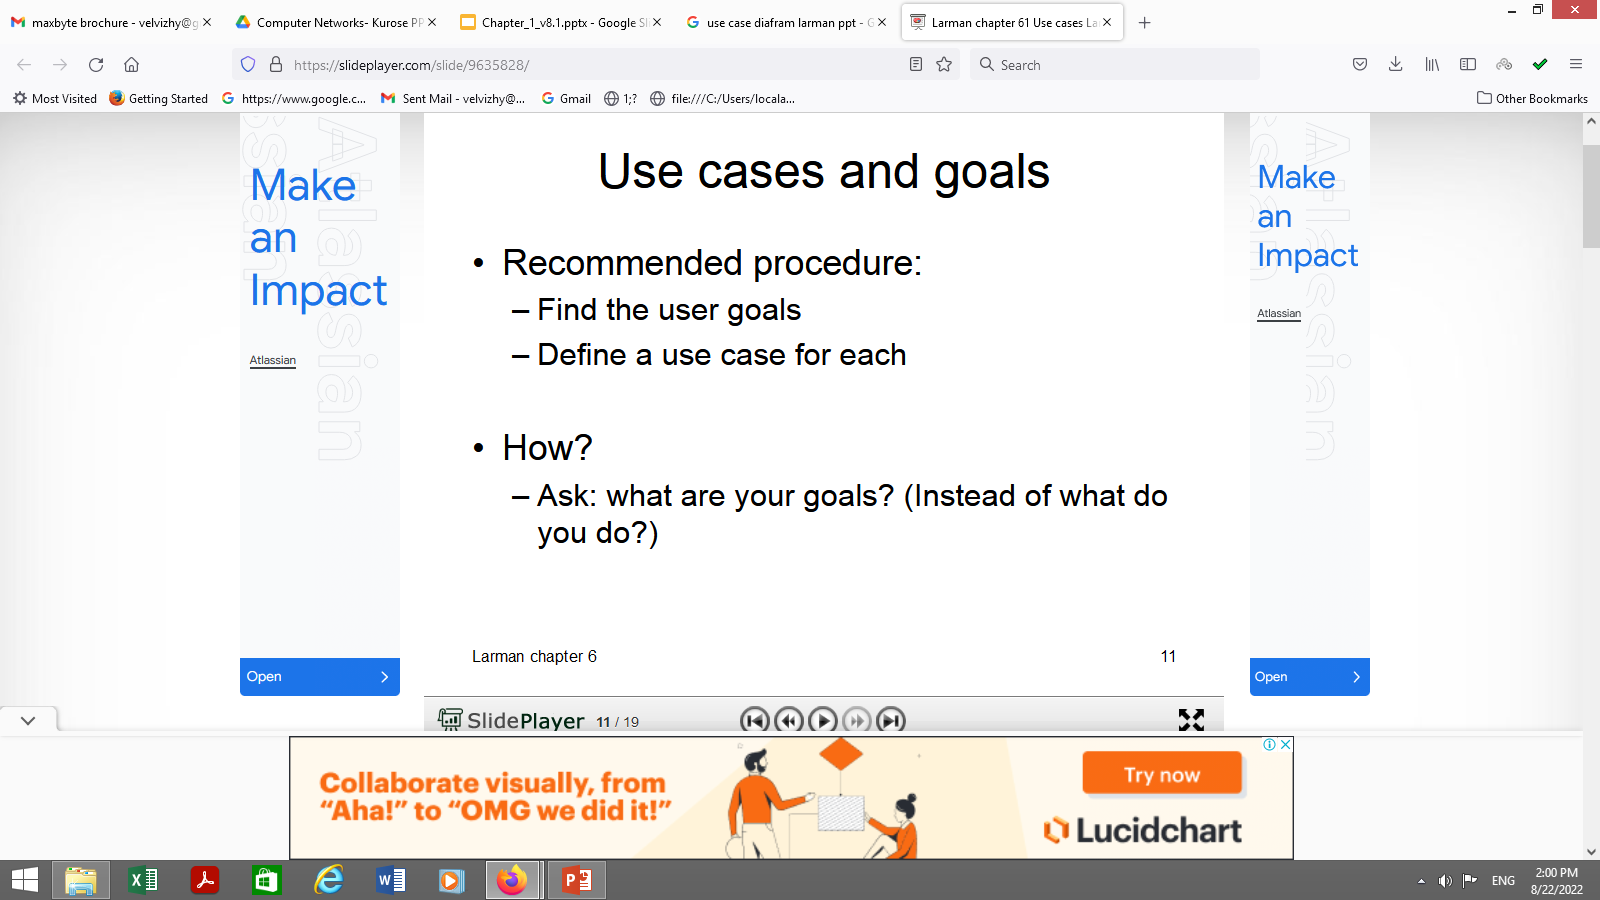 maxbyte brochure - velvizhy@g
Computer Networks- Kurose PP
Chapter_1_v8.1.pptx - Google Sli
use case diafram larman ppt - G
Larman chapter 61 Use cases La
https://slideplayer.com/slide/9635828/
Search
Most Visited
Getting Started
https://www.google.c...
Sent Mail - velvizhy@...
Gmail
1;?
file:///C:/Users/locala...
Other Bookmarks
Atlassian
Make
an
Impact
Atlassian
Open
Use cases and goals
• Recommended procedure:
– Find the user goals
– Define a use case for each
• How?
– Ask: what are your goals? (Instead of what do
you do?)
Larman chapter 6
11
Atlassian
Make
an
Impact
Atlassian
Open
SlidePlayer
11 / 19
Collaborate visually, from
“Aha!” to “OMG we did it!”
Try now
Lucidchart
ENG
2:00 PM
8/22/2022